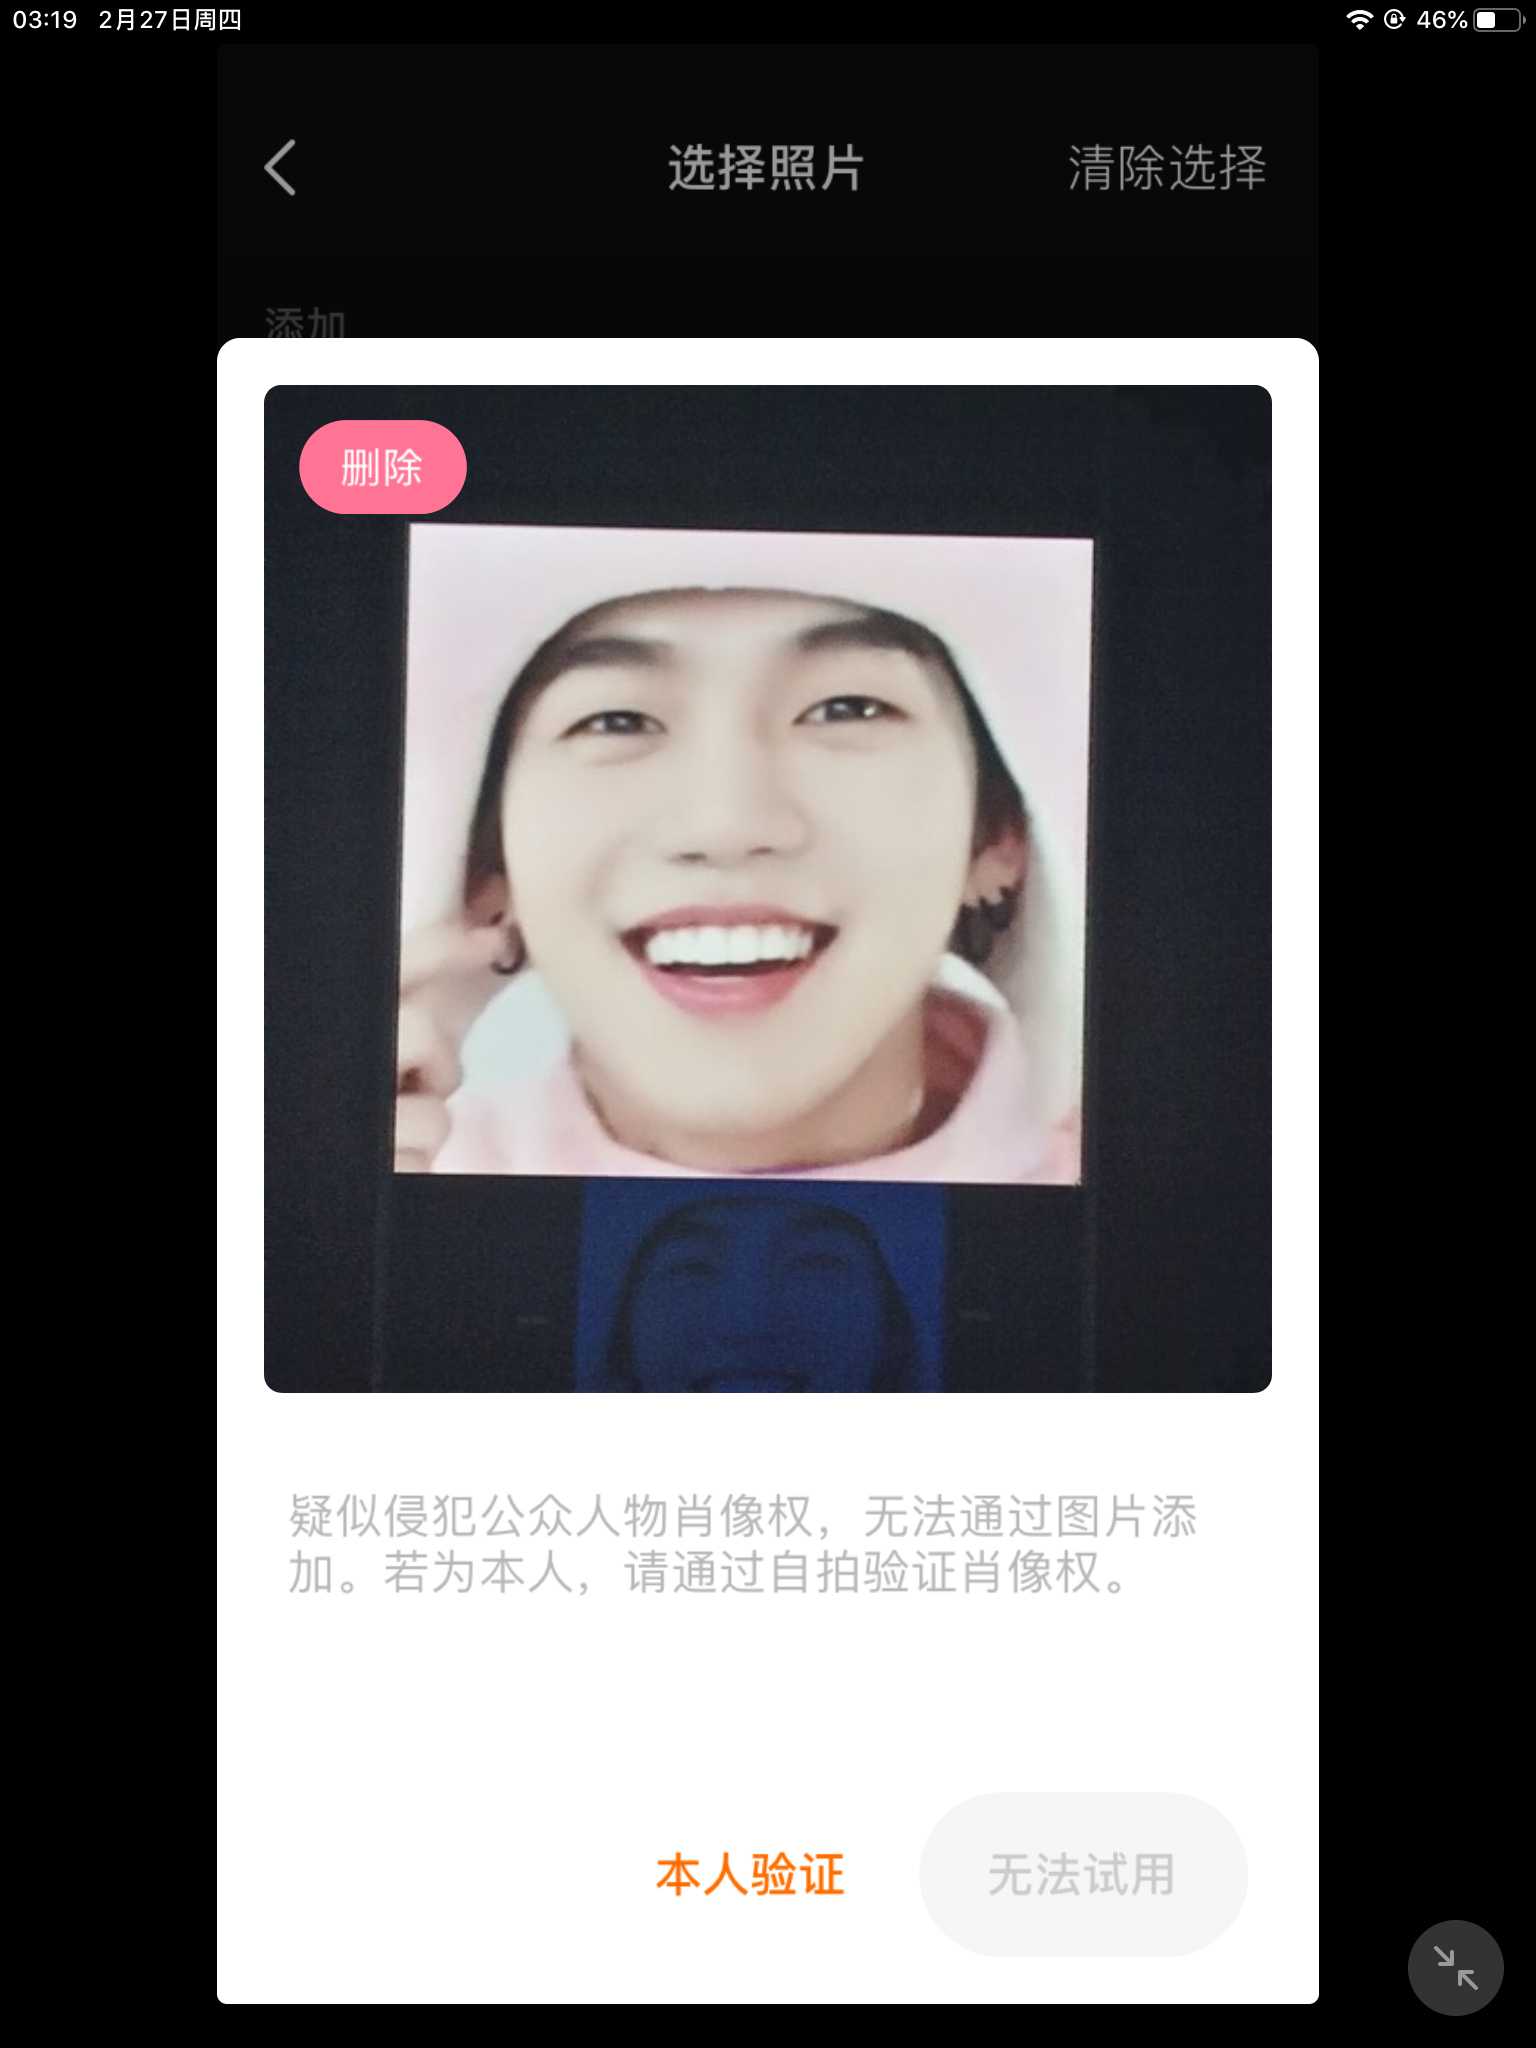 03:19 2月27日周四
46%
选择照片
清除选择
添加
删除
疑似侵犯公众人物肖像权，无法通过图片添
加。若为本人，请通过自拍验证肖像权。
本人验证
无法试用